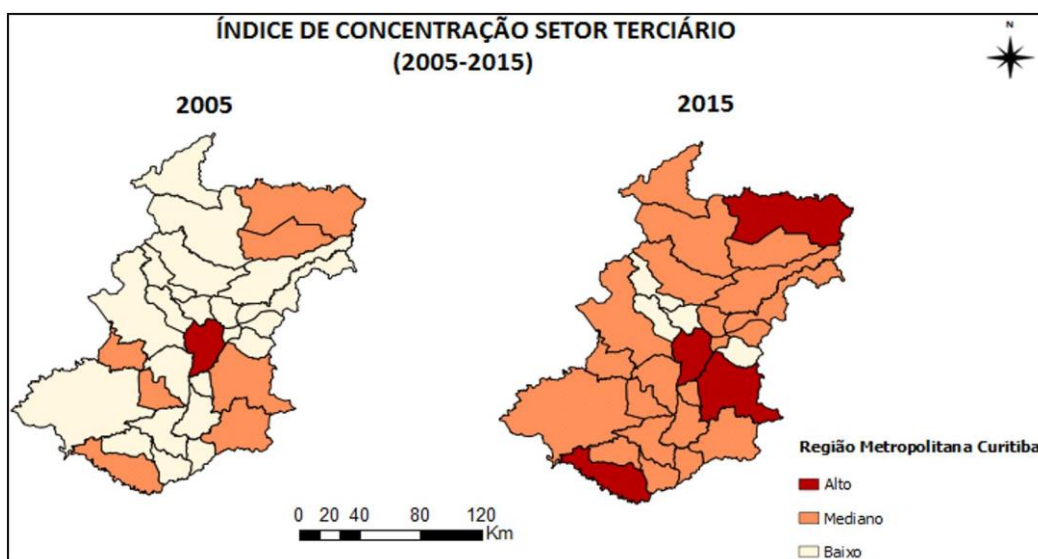 ÍNDICE DE CONCENTRAÇÃO SETOR TERCIÁRIO
(2005-2015)
N
2005
2015
Região Metropolitana Curitiba
Alto
Mediano
Baixo
0 20 40 80 120
Km